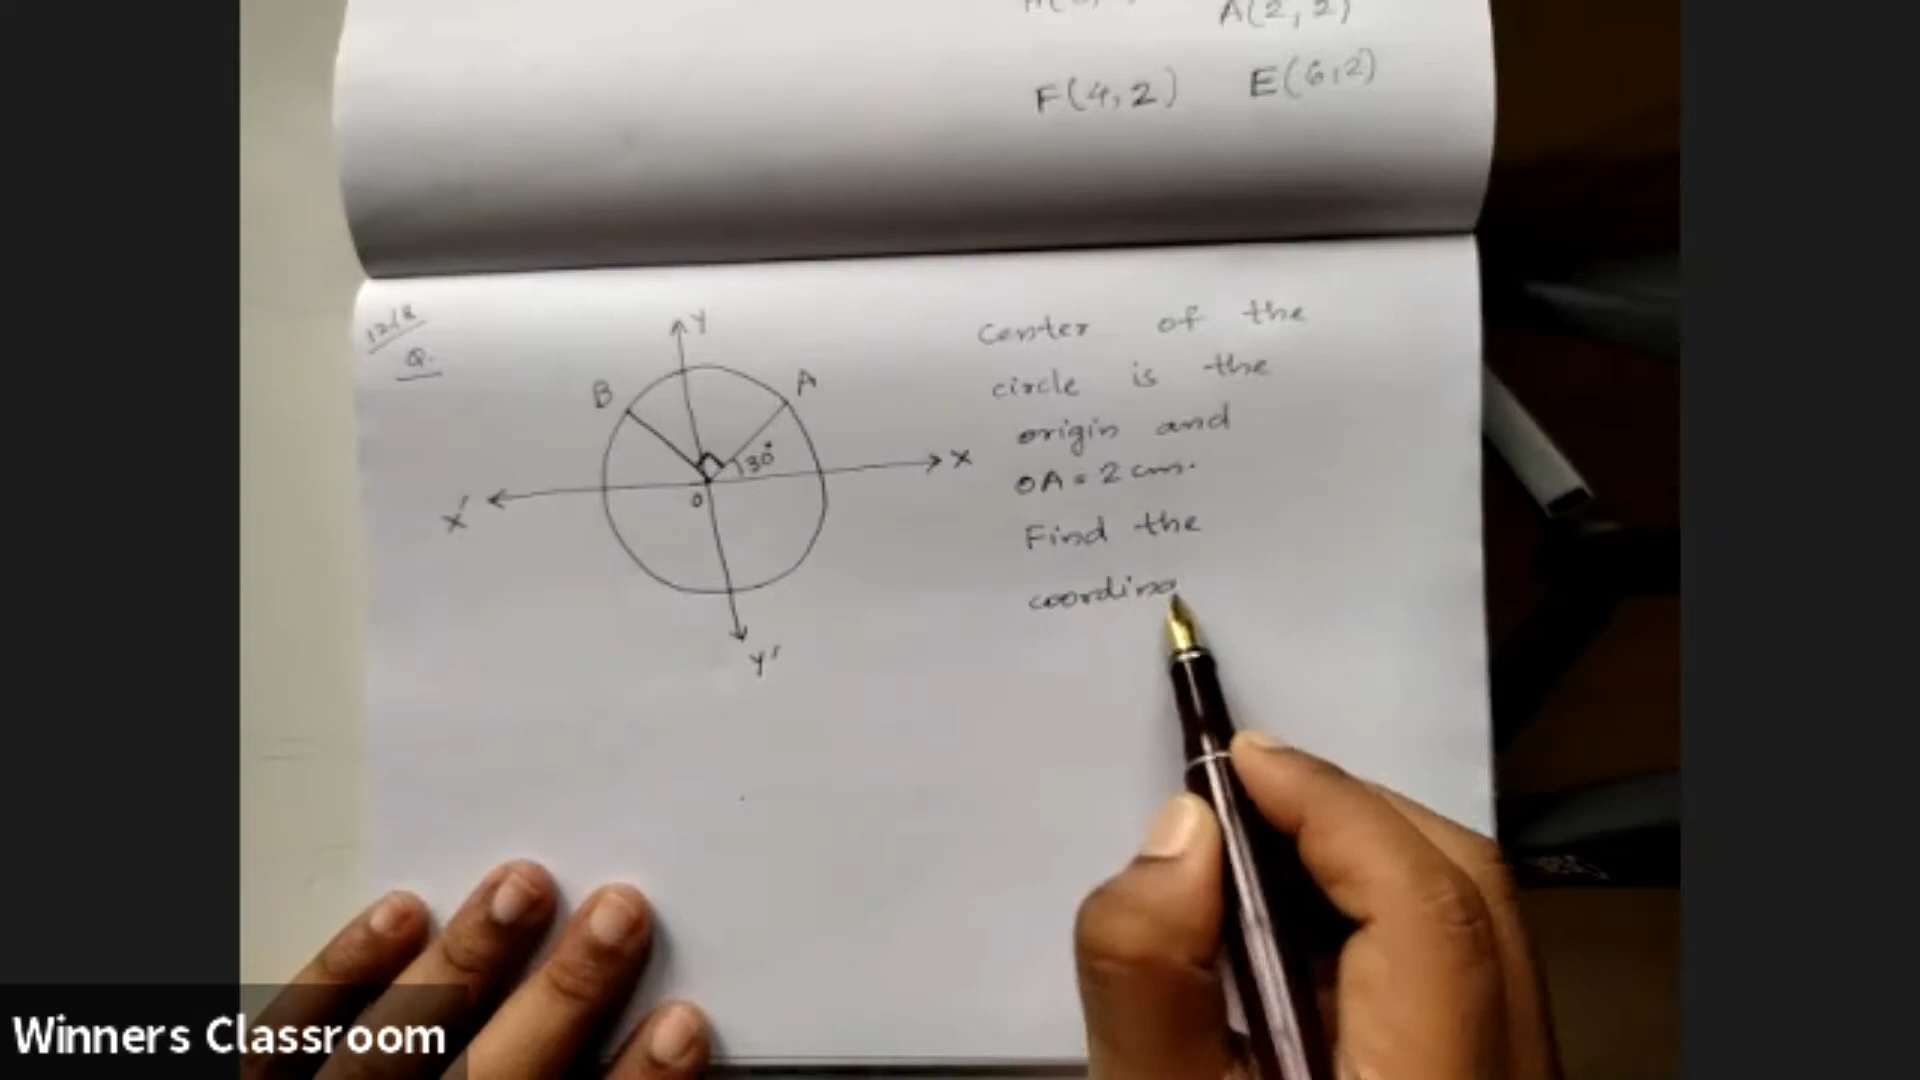 A(2,2)
F(4,2) E(6,2)
12/8
Q.
Y
B
A
30°
X
O
X'
Y'
Center of the
circle is the
origin and
OA = 2 cm.
Find the
coordina
Winners Classroom